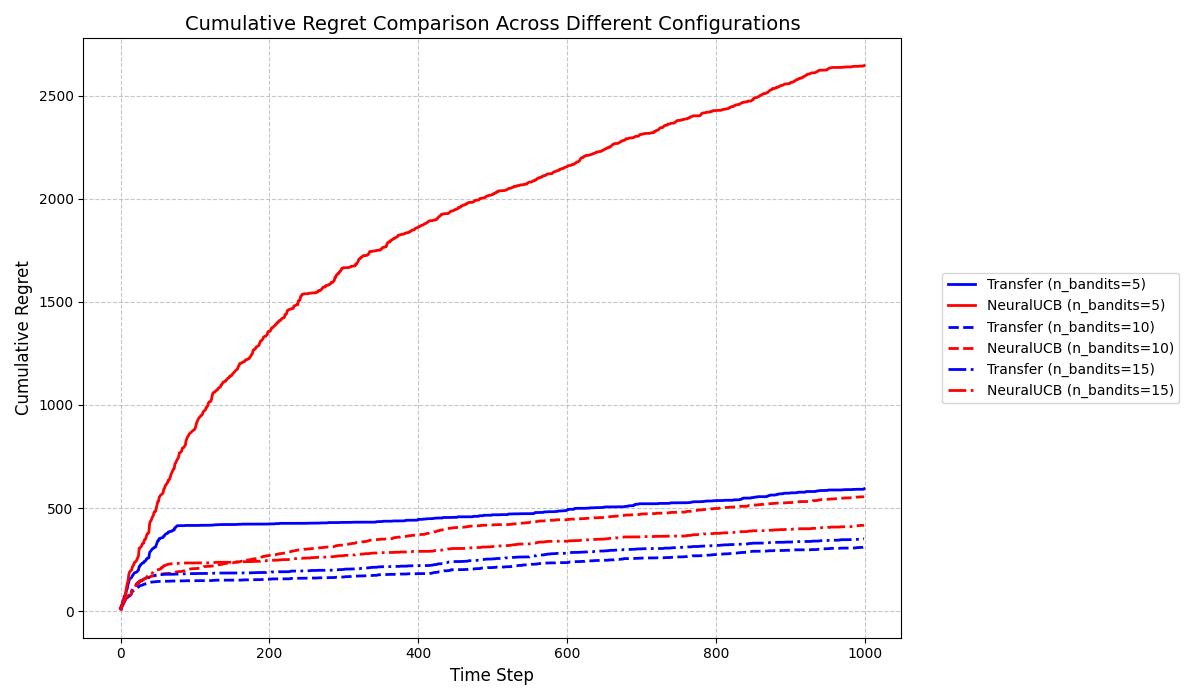 Cumulative Regret Comparison Across Different Configurations
Cumulative Regret
2500
2000
1500
1000
500
0
0 200 400 600 800 1000
Time Step
Transfer (n_bandits=5)
NeuralUCB (n_bandits=5)
Transfer (n_bandits=10)
NeuralUCB (n_bandits=10)
Transfer (n_bandits=15)
NeuralUCB (n_bandits=15)